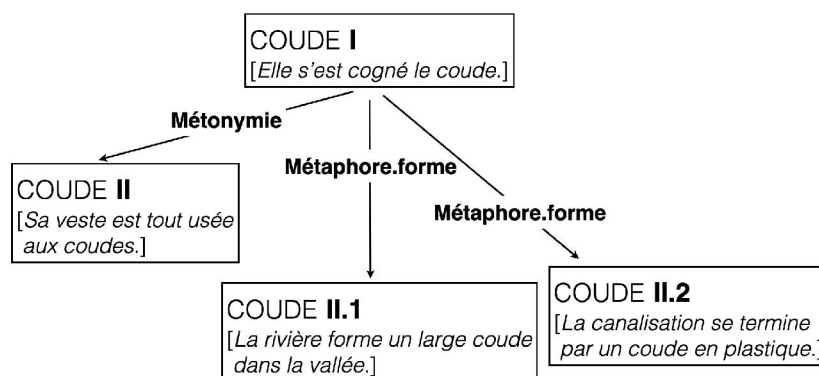 COUDE I
[Elle s'est cogné le coude.]
Métonymie
Métaphore.forme
Métaphore.forme
COUDE II
[Sa veste est tout usée
aux coudes.]
COUDE II.1
[La rivière forme un large coude
dans la vallée.]
COUDE II.2
[La canalisation se termine
par un coude en plastique.]